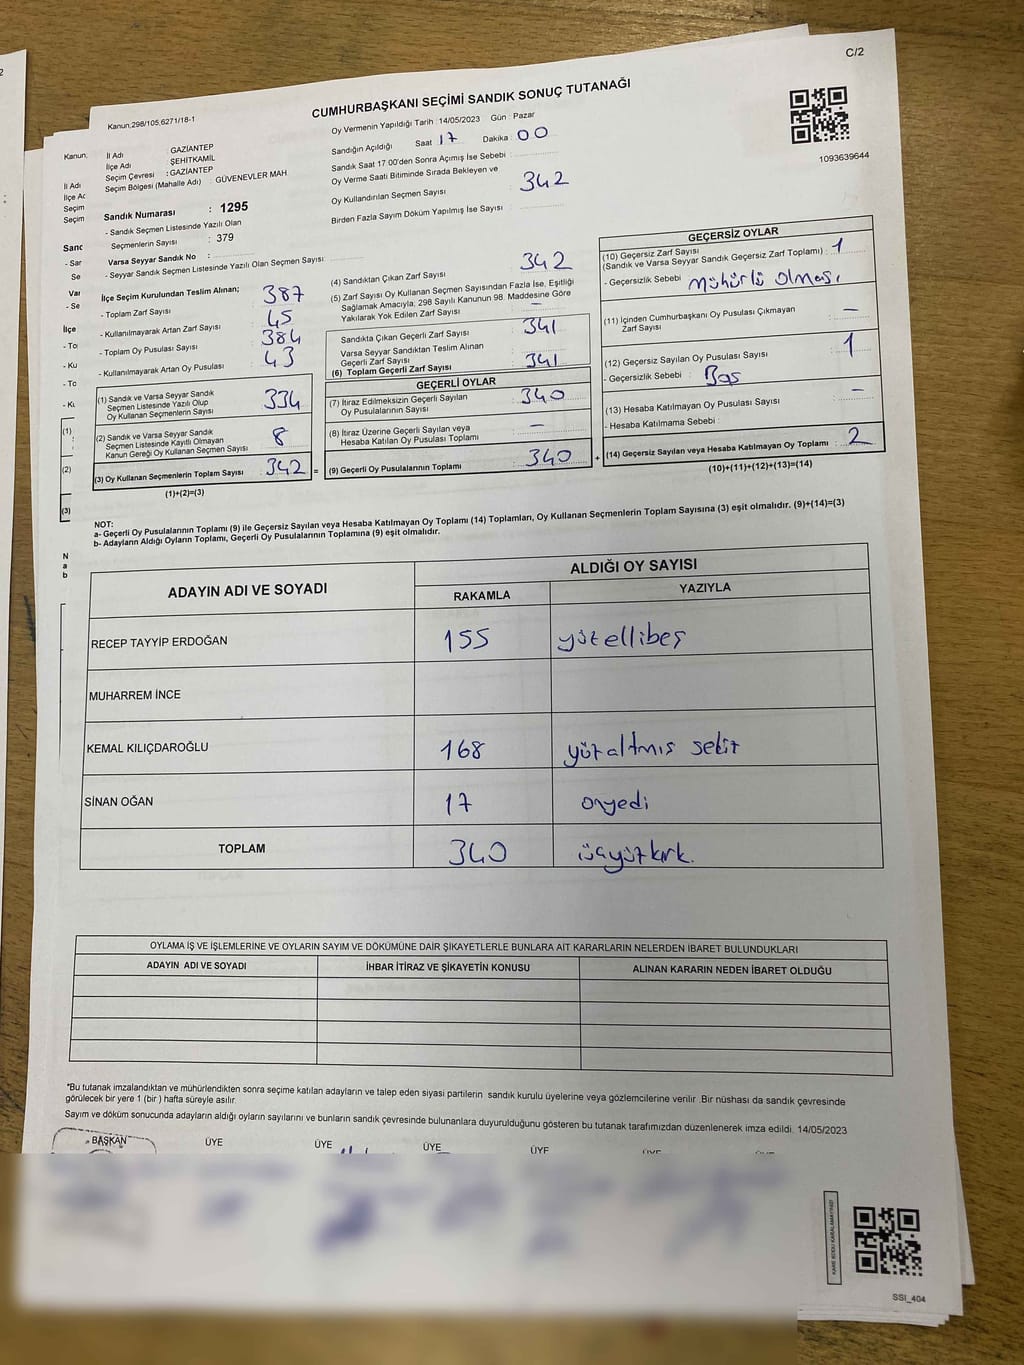 C/2
CUMHURBAŞKANI SEÇİMİ SANDIK SONUÇ TUTANAĞI
Kanun,298/105,6271/18-1
1093639644
İl Adı : GAZİANTEP
İlçe Adı : ŞEHİTKAMİL
Seçim Çevresi : GAZİANTEP
Seçim Bölgesi (Mahalle Adı) : GÜVENEVLER MAH.
Sandık Numarası : 1295
- Sandık Seçmen Listesinde Yazılı Olan
Seçmenlerin Sayısı : 379
Varsa Seyyar Sandık No :
- Seyyar Sandık Seçmen Listesinde Yazılı Olan Seçmen Sayısı:
Oy Vermenin Yapıldığı Tarih : 14/05/2023 Gün : Pazar
Sandığın Açıldığı Saat 17 Dakika : 00
Sandık Saat 17 00'den Sonra Açımış İse Sebebi :
Oy Verme Saati Bitiminde Sırada Bekleyen ve
Oy Kullandırılan Seçmen Sayısı : 342
Birden Fazla Sayım Döküm Yapılmış İse Sayısı :
İlçe Seçim Kurulundan Teslim Alınan;
- Toplam Zarf Sayısı : 387
- Kullanılmayarak Artan Zarf Sayısı : 45
- Toplam Oy Pusulası Sayısı : 384
- Kullanılmayarak Artan Oy Pusulası : 43
(1) Sandık ve Varsa Seyyar Sandık
Seçmen Listesinde Yazılı Olup
Oy Kullanan Seçmenlerin Sayısı : 334
(2) Sandık ve Varsa Seyyar Sandık
Seçmen Listesinde Kayıtlı Olmayan
Kanun Gereği Oy Kullanan Seçmen Sayısı : 8
(3) Oy Kullanan Seçmenlerin Toplam Sayısı : 342 =
(1)+(2)=(3)
(4) Sandıktan Çıkan Zarf Sayısı : 342
(5) Zarf Sayısı Oy Kullanan Seçmen Sayısından Fazla İse, Eşitliği
Sağlamak Amacıyla; 298 Sayılı Kanunun 98. Maddesine Göre
Yakılarak Yok Edilen Zarf Sayısı : –
Sandıkta Çıkan Geçerli Zarf Sayısı : 341
Varsa Seyyar Sandıktan Teslim Alınan
Geçerli Zarf Sayısı
(6) Toplam Geçerli Zarf Sayısı : 341
GEÇERLİ OYLAR
(7) İtiraz Edilmeksizin Geçerli Sayılan
Oy Pusulalarının Sayısı : 340
(8) İtiraz Üzerine Geçerli Sayılan veya
Hesaba Katılan Oy Pusulası Toplamı : –
(9) Geçerli Oy Pusulalarının Toplamı : 340 +
GEÇERSİZ OYLAR
(10) Geçersiz Zarf Sayısı
(Sandık ve Varsa Seyyar Sandık Geçersiz Zarf Toplamı) : 1
- Geçersizlik Sebebi : Mühürlü Olması
(11) İçinden Cumhurbaşkanı Oy Pusulası Çıkmayan
Zarf Sayısı : –
(12) Geçersiz Sayılan Oy Pusulası Sayısı : 1
- Geçersizlik Sebebi : Boş
(13) Hesaba Katılmayan Oy Pusulası Sayısı : –
- Hesaba Katılmama Sebebi :
(14) Geçersiz Sayılan veya Hesaba Katılmayan Oy Toplamı : 2
(10)+(11)+(12)+(13)=(14)
NOT:
a- Geçerli Oy Pusulalarının Toplamı (9) ile Geçersiz Sayılan veya Hesaba Katılmayan Oy Toplamı (14) Toplamları, Oy Kullanan Seçmenlerin Toplam Sayısına (3) eşit olmalıdır. (9)+(14)=(3)
b- Adayların Aldığı Oyların Toplamı, Geçerli Oy Pusulalarının Toplamına (9) eşit olmalıdır.
ADAYIN ADI VE SOYADI
ALDIĞI OY SAYISI
RAKAMLA YAZIYLA
RECEP TAYYİP ERDOĞAN 155 yüzellibeş
MUHARREM İNCE
KEMAL KILIÇDAROĞLU 168 yüzaltmış sekiz
SİNAN OĞAN 17 onyedi
TOPLAM 340 üçyüzkırk.
OYLAMA İŞ VE İŞLEMLERİNE VE OYLARIN SAYIM VE DÖKÜMÜNE DAİR ŞİKAYETLERLE BUNLARA AİT KARARLARIN NELERDEN İBARET BULUNDUKLARI
ADAYIN ADI VE SOYADI İHBAR İTİRAZ VE ŞİKAYETİN KONUSU ALINAN KARARIN NEDEN İBARET OLDUĞU
*Bu tutanak imzalandıktan ve mühürlendikten sonra seçime katılan adayların ve talep eden siyasi partilerin sandık kurulu üyelerine veya gözlemcilerine verilir. Bir nüshası da sandık çevresinde
görülecek bir yere 1 (bir) hafta süreyle asılır.
Sayım ve döküm sonucunda adayların aldığı oyların sayılarını ve bunların sandık çevresinde bulunanlara duyurulduğunu gösteren bu tutanak tarafımızdan düzenlenerek imza edildi. 14/05/2023
BAŞKAN ÜYE ÜYE ÜYE ÜYE
KARE KODU KARALAMAYINIZ!
SSI_404